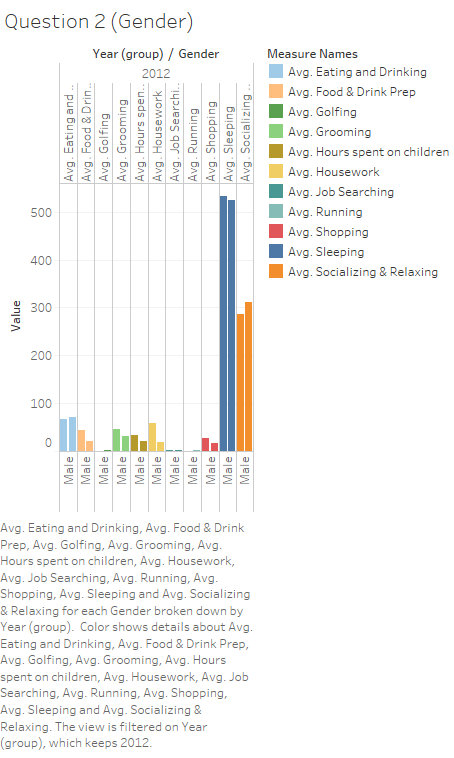 Question 2 (Gender)
Year (group) / Gender
2012
Avg. Eating and ..
Avg. Food & Drin..
Avg. Golfing
Avg. Grooming
Avg. Hours spen..
Avg. Housework
Avg. Job Searchi..
Avg. Running
Avg. Shopping
Avg. Sleeping
Avg. Socializing ..
Value
500
400
300
200
100
0
Male
Male
Male
Male
Male
Male
Male
Male
Male
Male
Male
Measure Names
Avg. Eating and Drinking
Avg. Food & Drink Prep
Avg. Golfing
Avg. Grooming
Avg. Hours spent on children
Avg. Housework
Avg. Job Searching
Avg. Running
Avg. Shopping
Avg. Sleeping
Avg. Socializing & Relaxing
Avg. Eating and Drinking, Avg. Food & Drink
Prep, Avg. Golfing, Avg. Grooming, Avg.
Hours spent on children, Avg. Housework,
Avg. Job Searching, Avg. Running, Avg.
Shopping, Avg. Sleeping and Avg. Socializing
& Relaxing for each Gender broken down by
Year (group). Color shows details about Avg.
Eating and Drinking, Avg. Food & Drink Prep,
Avg. Golfing, Avg. Grooming, Avg. Hours
spent on children, Avg. Housework, Avg. Job
Searching, Avg. Running, Avg. Shopping,
Avg. Sleeping and Avg. Socializing &
Relaxing. The view is filtered on Year
(group), which keeps 2012.